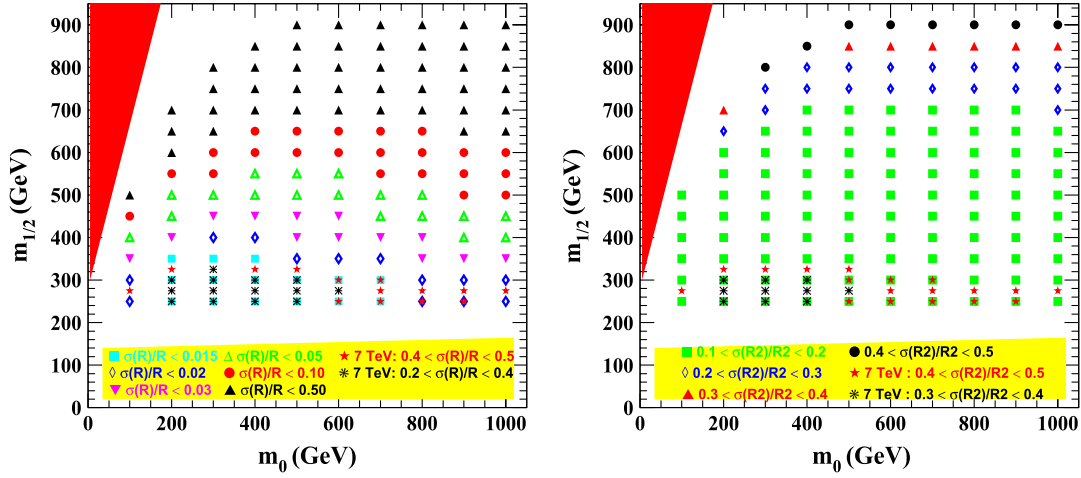 m1/2 (GeV)
900
800
700
600
500
400
300
200
100
0
σ(R)/R < 0.015 σ(R)/R < 0.05 7 TeV: 0.4 < σ(R)/R < 0.5
σ(R)/R < 0.02 σ(R)/R < 0.10 7 TeV: 0.2 < σ(R)/R < 0.4
σ(R)/R < 0.03 σ(R)/R < 0.50
0 200 400 600 800 1000
m0 (GeV)
m1/2 (GeV)
900
800
700
600
500
400
300
200
100
0
0.1 < σ(R2)/R2 < 0.2 0.4 < σ(R2)/R2 < 0.5
0.2 < σ(R2)/R2 < 0.3 7 TeV : 0.4 < σ(R2)/R2 < 0.5
0.3 < σ(R2)/R2 < 0.4 7 TeV : 0.3 < σ(R2)/R2 < 0.4
0 200 400 600 800 1000
m0 (GeV)